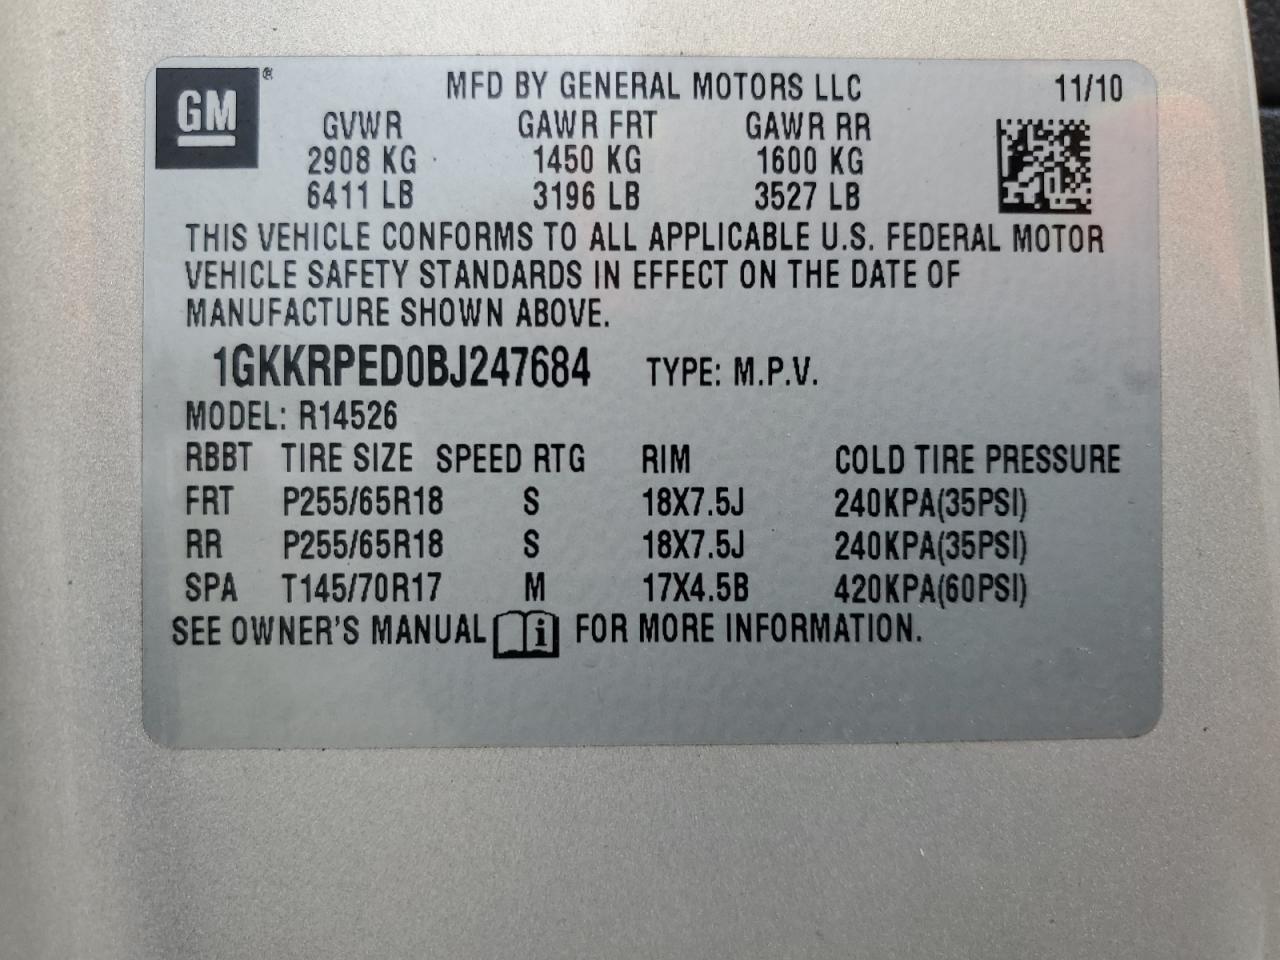 GM ®
MFD BY GENERAL MOTORS LLC 11/10
GVWR GAWR FRT GAWR RR
2908 KG 1450 KG 1600 KG
6411 LB 3196 LB 3527 LB
THIS VEHICLE CONFORMS TO ALL APPLICABLE U.S. FEDERAL MOTOR
VEHICLE SAFETY STANDARDS IN EFFECT ON THE DATE OF
MANUFACTURE SHOWN ABOVE.
1GKKRPED0BJ247684 TYPE: M.P.V.
MODEL: R14526
RBBT TIRE SIZE SPEED RTG RIM COLD TIRE PRESSURE
FRT P255/65R18 S 18X7.5J 240KPA(35PSI)
RR P255/65R18 S 18X7.5J 240KPA(35PSI)
SPA T145/70R17 M 17X4.5B 420KPA(60PSI)
SEE OWNER'S MANUAL i FOR MORE INFORMATION.